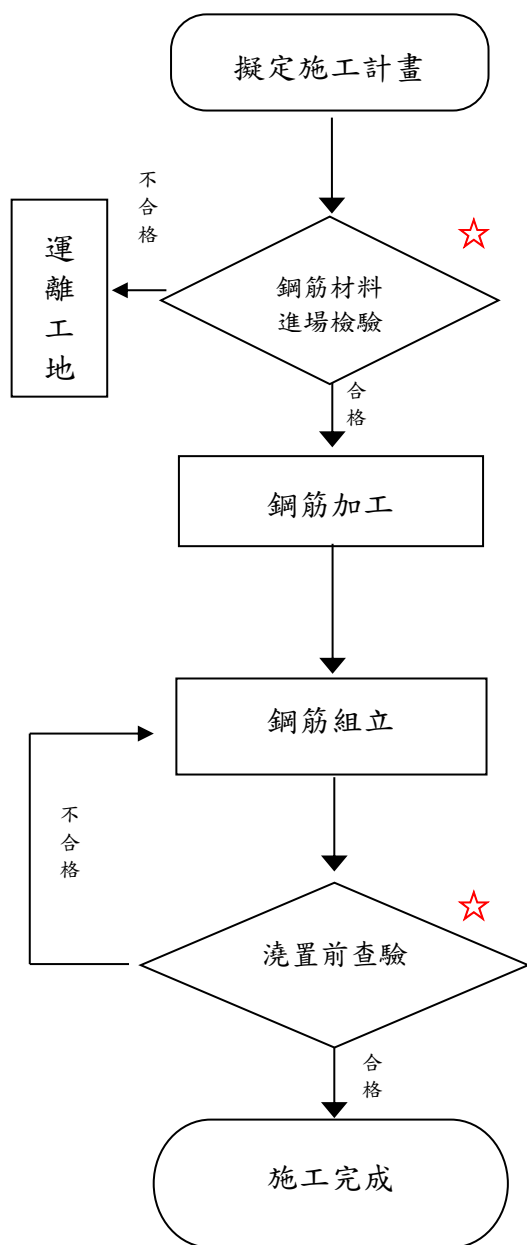 擬定施工計畫
不合格
運離工地
鋼筋材料
進場檢驗
合格
鋼筋加工
鋼筋組立
不合格
澆置前查驗
合格
施工完成